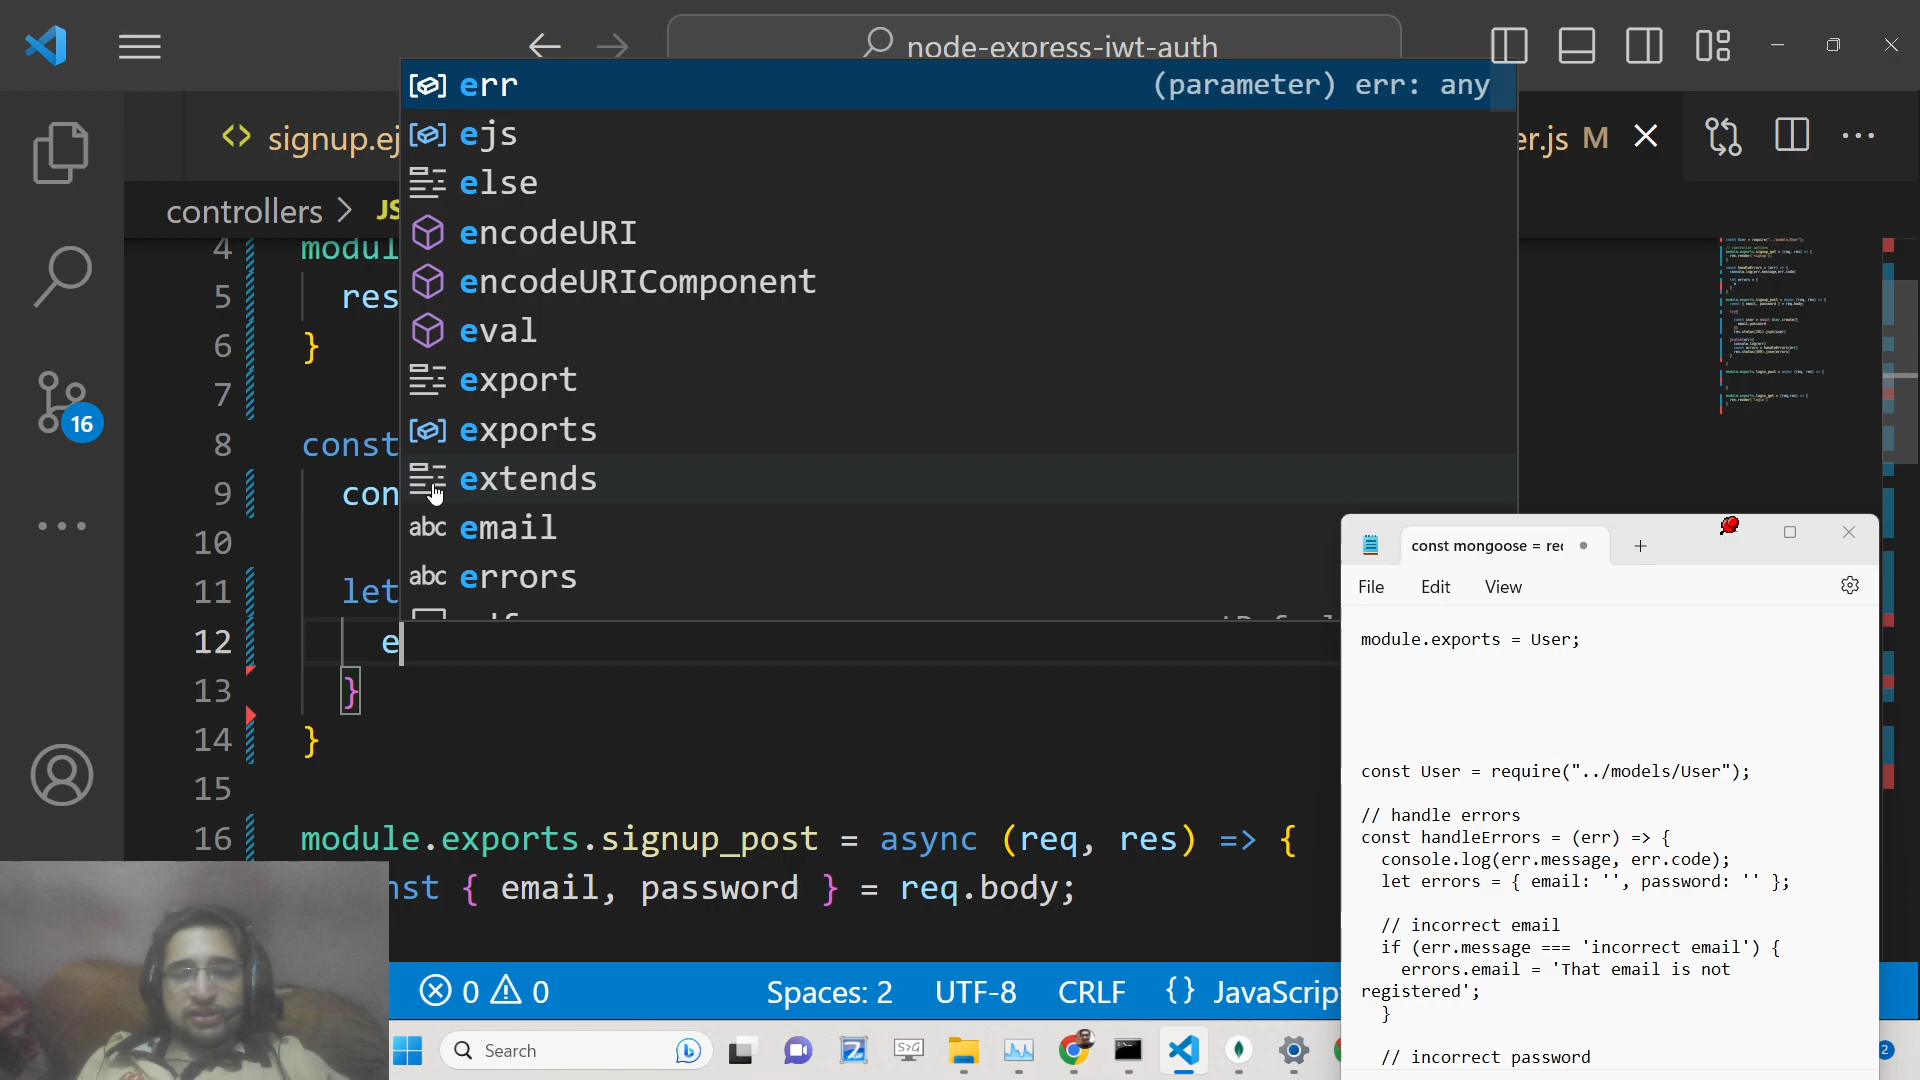 node-express-jwt-auth
err (parameter) err: any
ejs
else
encodeURI
encodeURIComponent
eval
export
exports
extends
abc email
abc errors
<> signup.ej
er.js M
controllers > JS
4 modul
5 res
6 }
7
8 const
9 con
10
11 let
12 e
13 }
14 }
15
16 module.exports.signup_post = async (req, res) => {
nst { email, password } = req.body;
16
const mongoose = rec
File Edit View
module.exports = User;
const User = require("../models/User");
// handle errors
const handleErrors = (err) => {
console.log(err.message, err.code);
let errors = { email: '', password: '' };
// incorrect email
if (err.message === 'incorrect email') {
errors.email = 'That email is not
registered';
}
// incorrect password
0 0 Spaces: 2 UTF-8 CRLF {} JavaScrip
Search
2